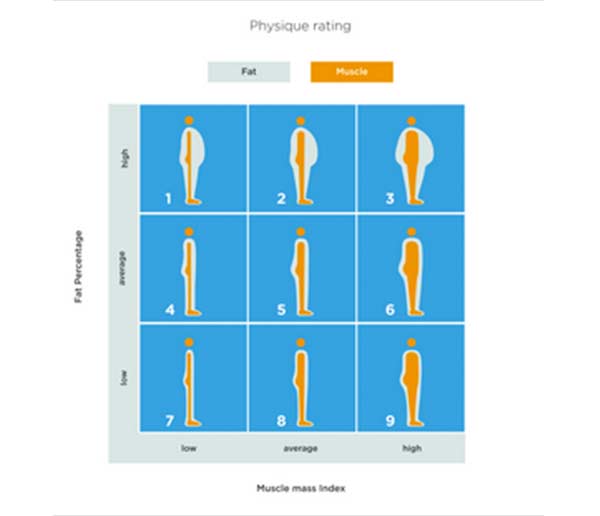 Physique rating
Fat
Muscle
Fat Percentage
high
average
low
1
2
3
4
5
6
7
8
9
low
average
high
Muscle mass Index